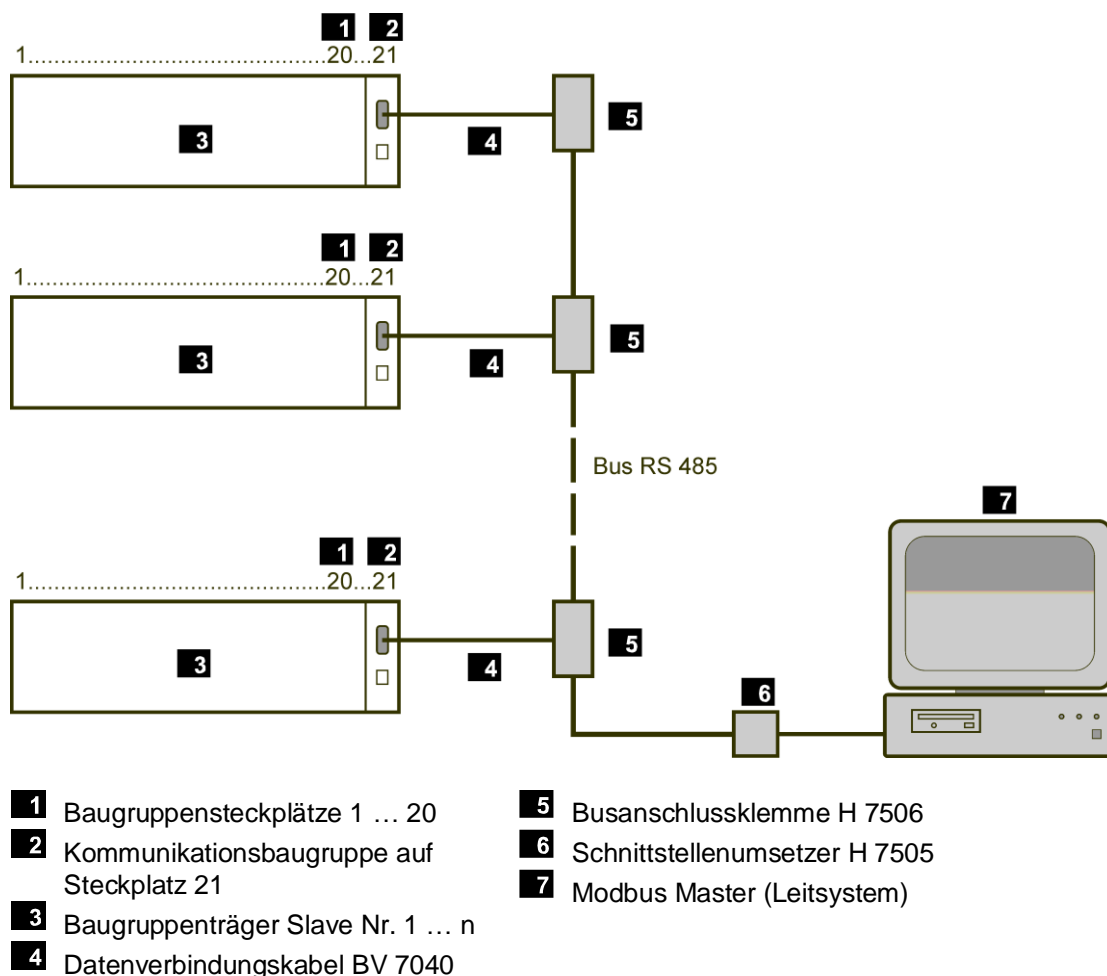 1 2
1............................................20...21
3
4
5
1 2
1............................................20...21
3
4
5
Bus RS 485
7
1 2
1............................................20...21
3
4
5
6
1 Baugruppensteckplätze 1 … 20
2 Kommunikationsbaugruppe auf
Steckplatz 21
3 Baugruppenträger Slave Nr. 1 … n
4 Datenverbindungskabel BV 7040
5 Busanschlussklemme H 7506
6 Schnittstellenumsetzer H 7505
7 Modbus Master (Leitsystem)